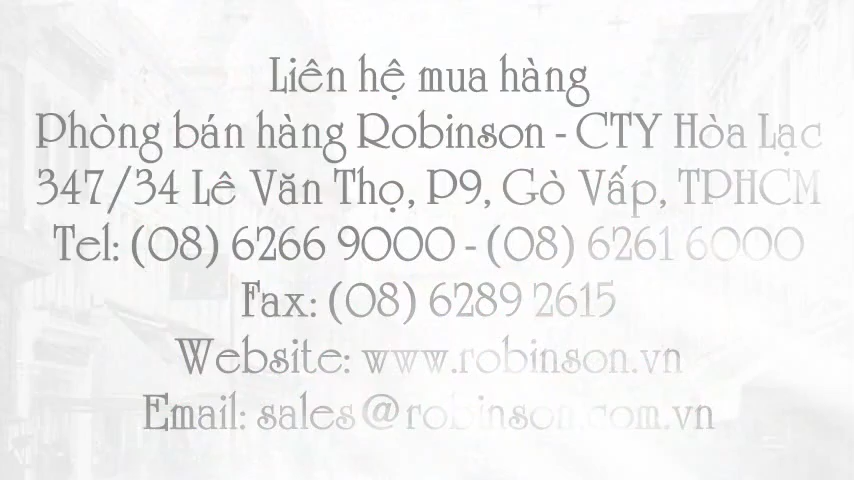 Liên hệ mua hàng
Phòng bán hàng Robinson - CTY Hòa Lạc
347/34 Lê Văn Thọ, P9, Gò Vấp, TPHCM
Tel: (08) 6266 9000 - (08) 6261 6000
Fax: (08) 6289 2615
Website: www.robinson.vn
Email: sales@robinson.com.vn